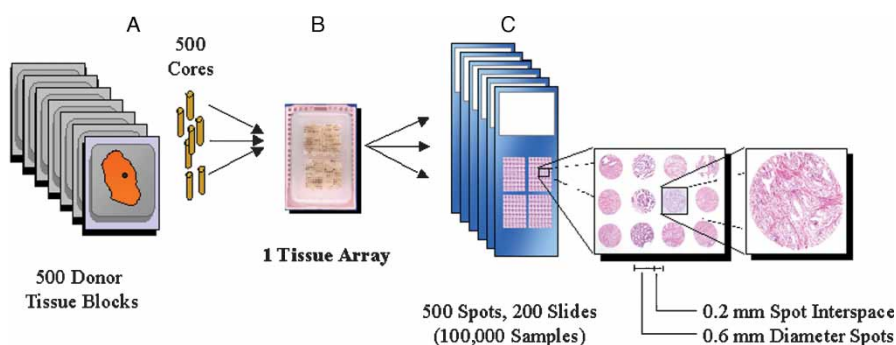 A
B
C
500
Cores
500 Donor
Tissue Blocks
1 Tissue Array
500 Spots, 200 Slides
(100,000 Samples)
0.2 mm Spot Interspace
0.6 mm Diameter Spots